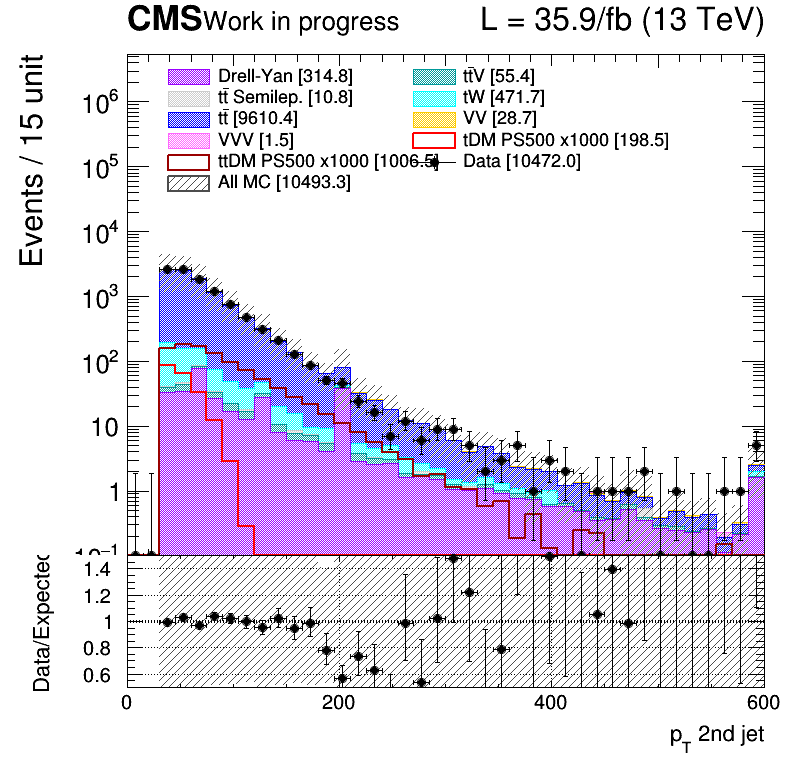 CMS Work in progress L = 35.9/fb (13 TeV)
Events / 15 unit
Drell-Yan [314.8] tt̄V [55.4]
tt̄ Semilep. [10.8] tW [471.7]
tt̄ [9610.4] VV [28.7]
VVV [1.5] tDM PS500 x1000 [198.5]
ttDM PS500 x1000 [1006.5] Data [10472.0]
All MC [10493.3]
10⁶
10⁵
10⁴
10³
10²
10
1
10⁻¹
Data/Expected
1.4
1.2
1
0.8
0.6
0 200 400 600
p_T 2nd jet